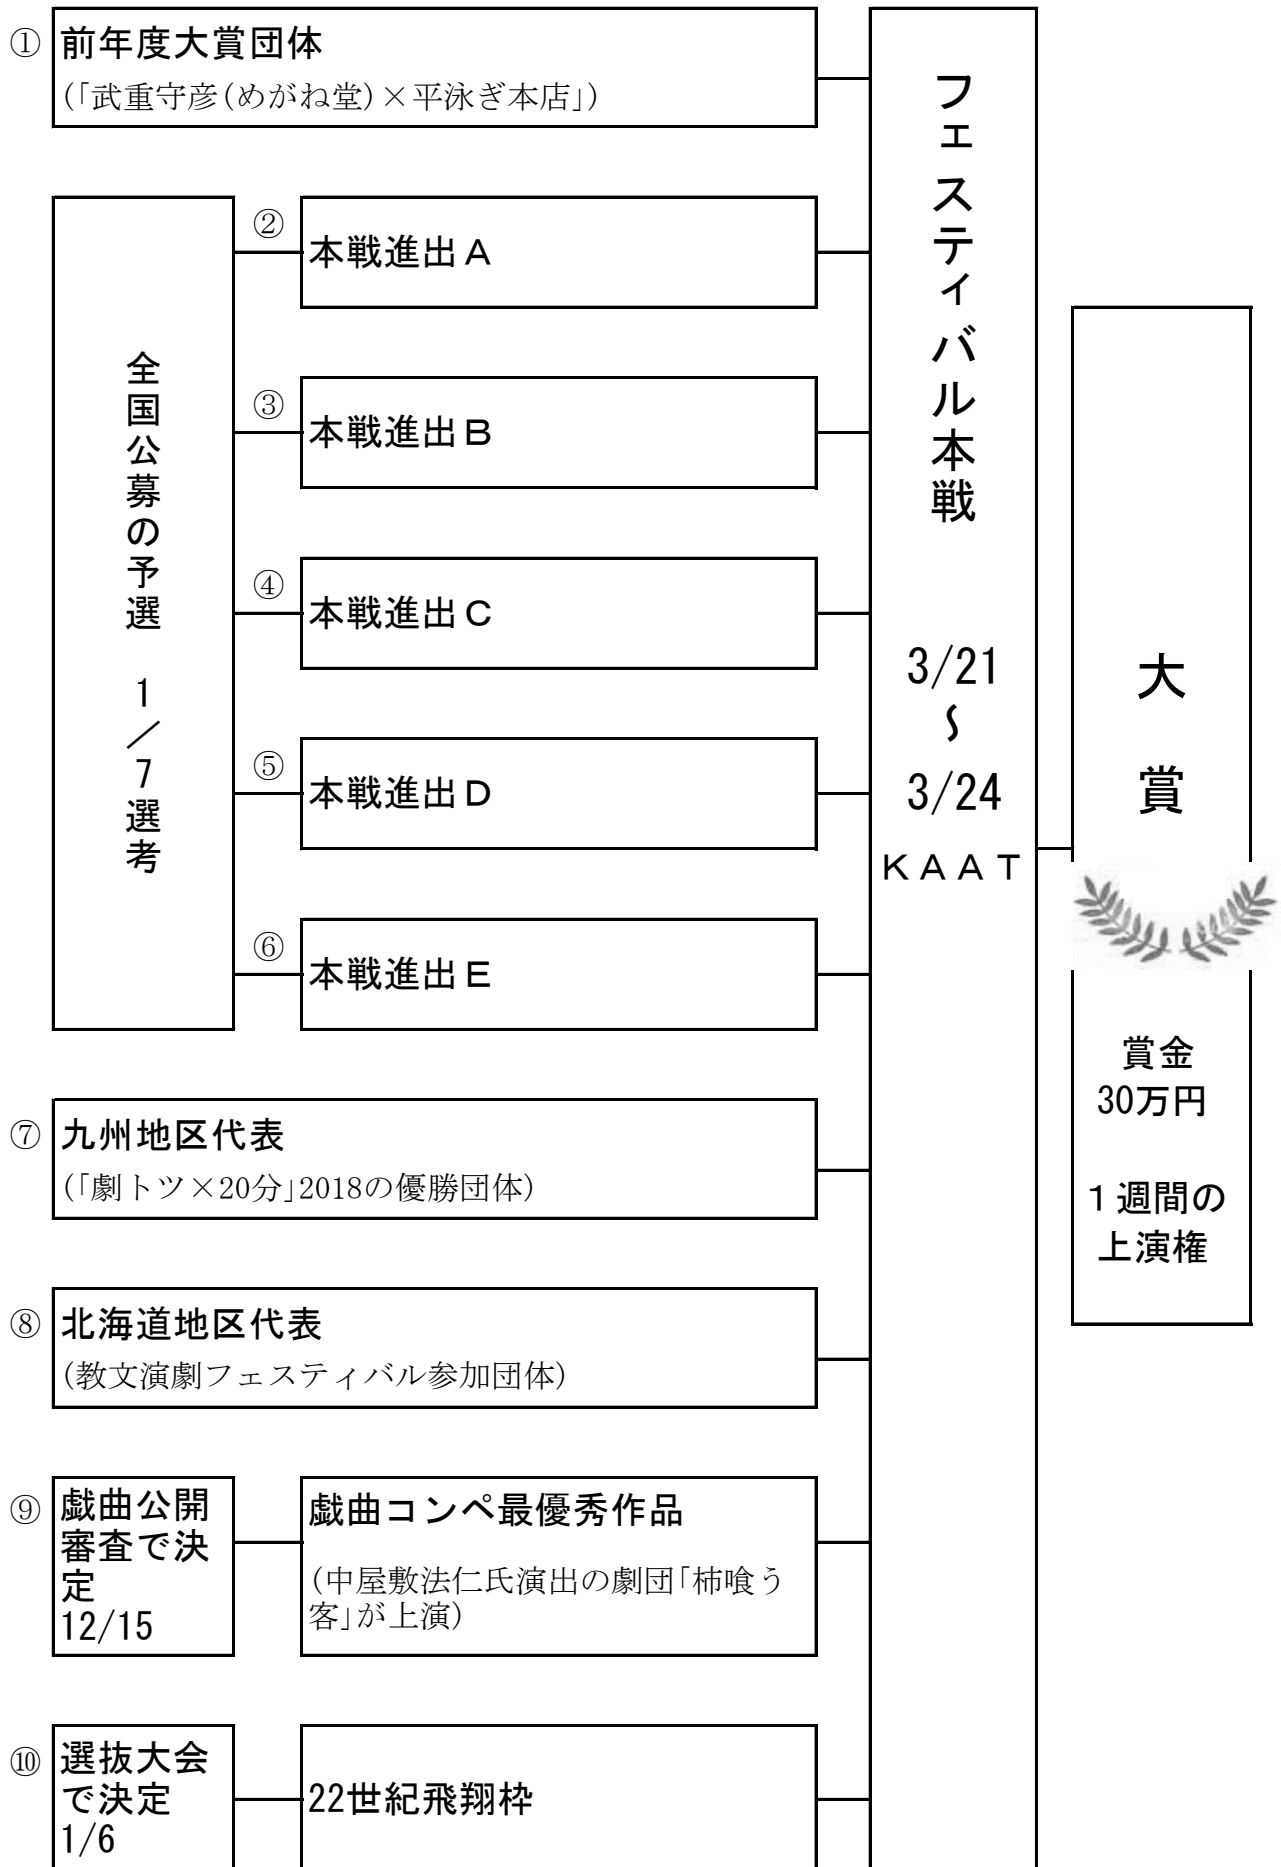 ① 前年度大賞団体
(「武重守彦(めがね堂)×平泳ぎ本店」)
全国公募の予選 1/7選考
② 本戦進出A
③ 本戦進出B
④ 本戦進出C
⑤ 本戦進出D
⑥ 本戦進出E
⑦ 九州地区代表
(「劇トツ×20分」2018の優勝団体)
⑧ 北海道地区代表
(教文演劇フェスティバル参加団体)
⑨ 戯曲公開
審査で決
定
12/15
戯曲コンペ最優秀作品
(中屋敷法仁氏演出の劇団「柿喰う
客」が上演)
⑩ 選抜大会
で決定
1/6
22世紀飛翔枠
フェスティバル本戦
3/21
~
3/24
KAAT
大賞
賞金
30万円
1週間の
上演権